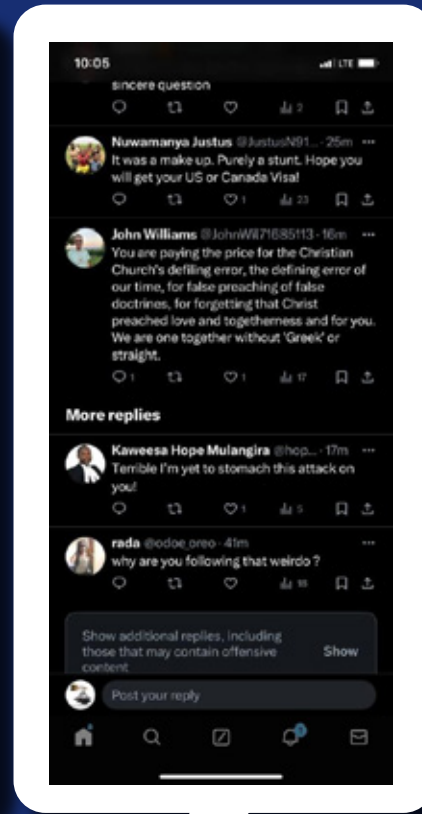 10:05
LTE
sincere question
2
Nuwamanya Justus @JustusN91... · 25m
It was a make up. Purely a stunt. Hope you
will get your US or Canada Visa!
1 23
John Williams @JohnWil71685113 · 16m
You are paying the price for the Christian
Church's defiling error, the defining error of
our time, for false preaching of false
doctrines, for forgetting that Christ
preached love and togetherness and for you.
We are one together without 'Greek' or
straight.
1 1 17
More replies
Kaweesa Hope Mulangira @hop... · 17m
Terrible I'm yet to stomach this attack on
you!
1 5
rada @odoe_oreo · 41m
why are you following that weirdo ?
18
Show additional replies, including
those that may contain offensive
content
Show
Post your reply